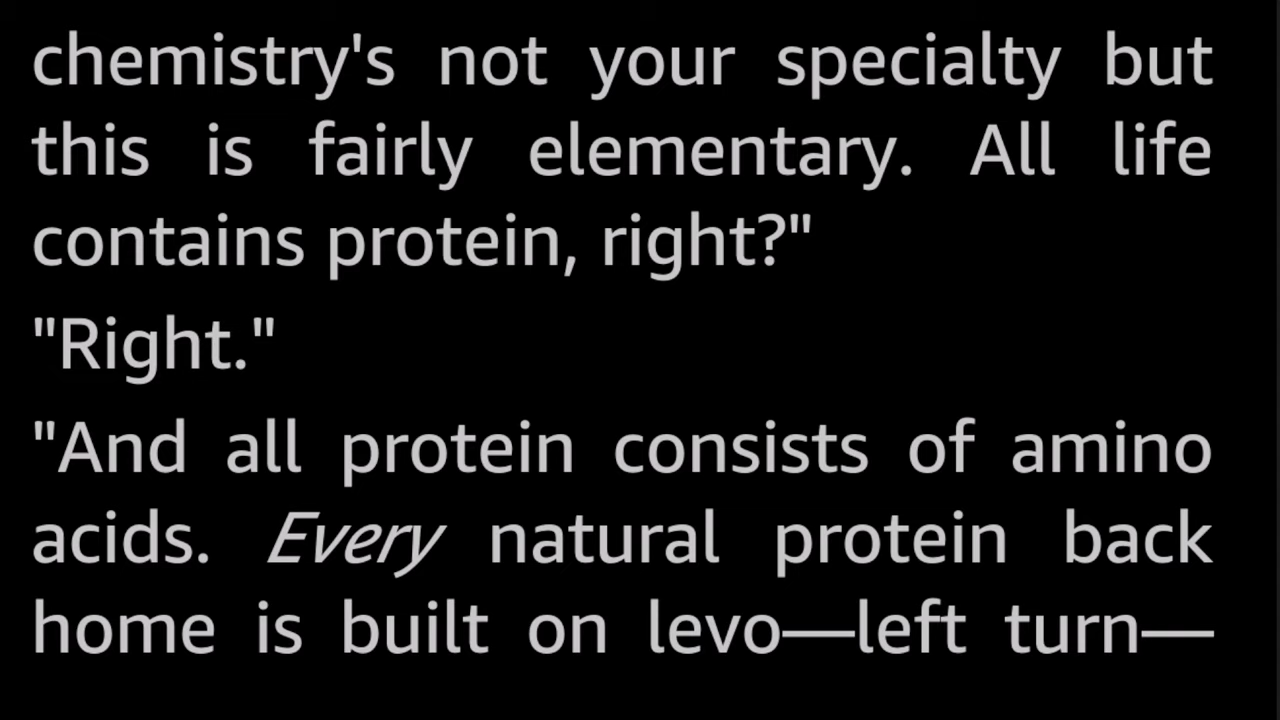 chemistry's not your specialty but
this is fairly elementary. All life
contains protein, right?"
"Right."
"And all protein consists of amino
acids. Every natural protein back
home is built on levo—left turn—